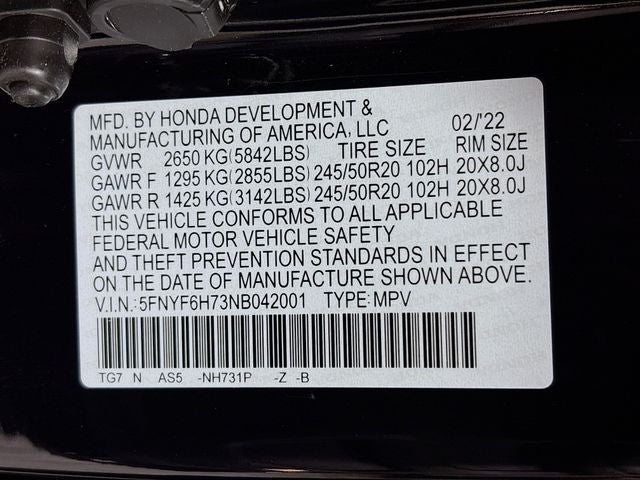 MFD. BY HONDA DEVELOPMENT &
MANUFACTURING OF AMERICA, LLC 02/'22
GVWR 2650 KG(5842LBS) TIRE SIZE RIM SIZE
GAWR F 1295 KG(2855LBS) 245/50R20 102H 20X8.0J
GAWR R 1425 KG(3142LBS) 245/50R20 102H 20X8.0J
THIS VEHICLE CONFORMS TO ALL APPLICABLE
FEDERAL MOTOR VEHICLE SAFETY
AND THEFT PREVENTION STANDARDS IN EFFECT
ON THE DATE OF MANUFACTURE SHOWN ABOVE.
V.I.N.:5FNYF6H73NB042001 TYPE:MPV
TG7 N AS5 -NH731P -Z -B